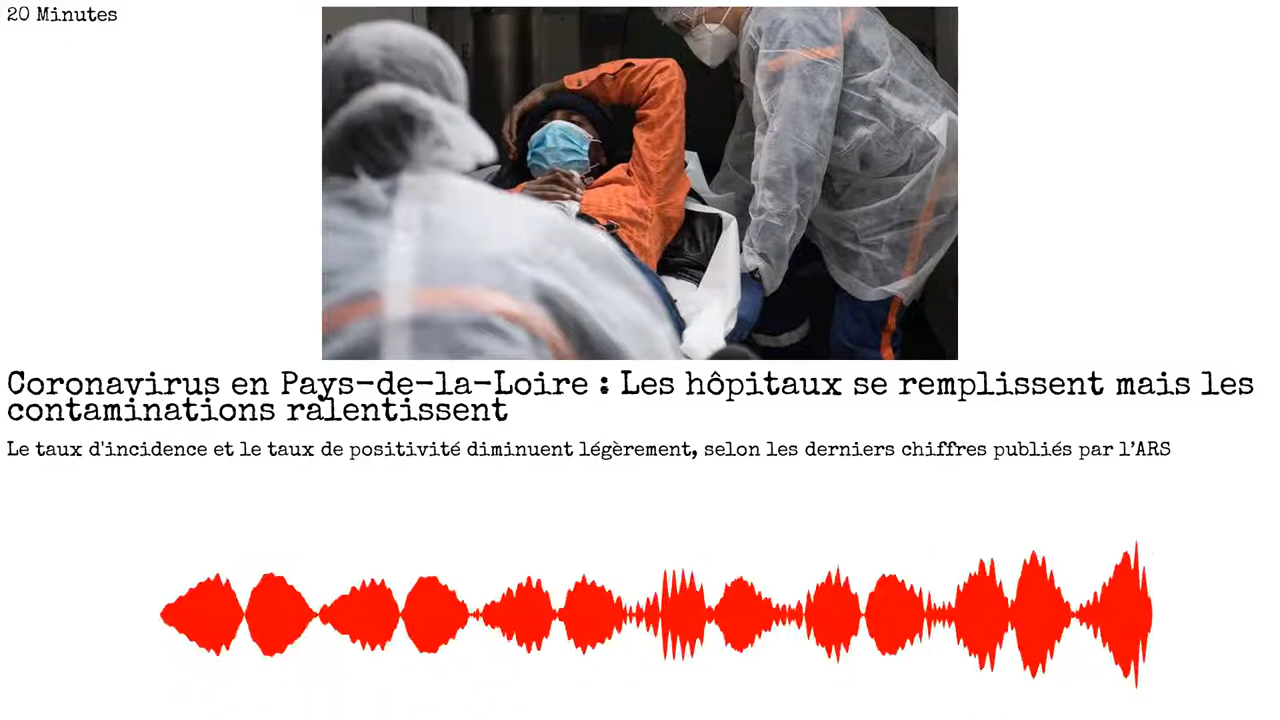 20 Minutes
Coronavirus en Pays-de-la-Loire : Les hôpitaux se remplissent mais les
contaminations ralentissent
Le taux d'incidence et le taux de positivité diminuent légèrement, selon les derniers chiffres publiés par l’ARS